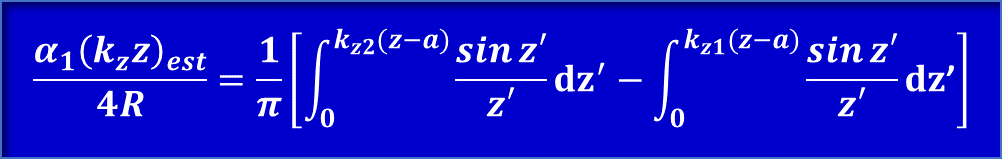 α₁(k_z z)_est / 4R = 1/π [ ∫₀^{k_z2(z−a)} (sin z′ / z′) dz′ − ∫₀^{k_z1(z−a)} (sin z′ / z′) dz′ ]